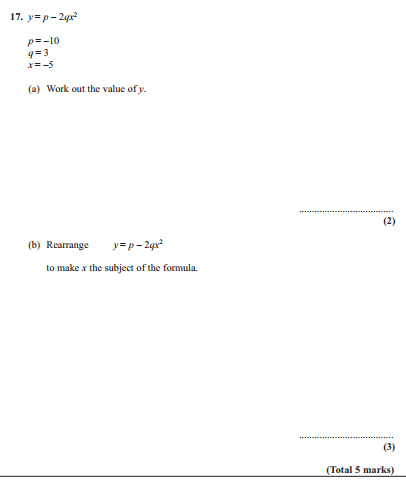 17. y = p – 2qx²
p = –10
q = 3
x = –5
(a) Work out the value of y.
(2)
(b) Rearrange y = p – 2qx²
to make x the subject of the formula.
(3)
(Total 5 marks)